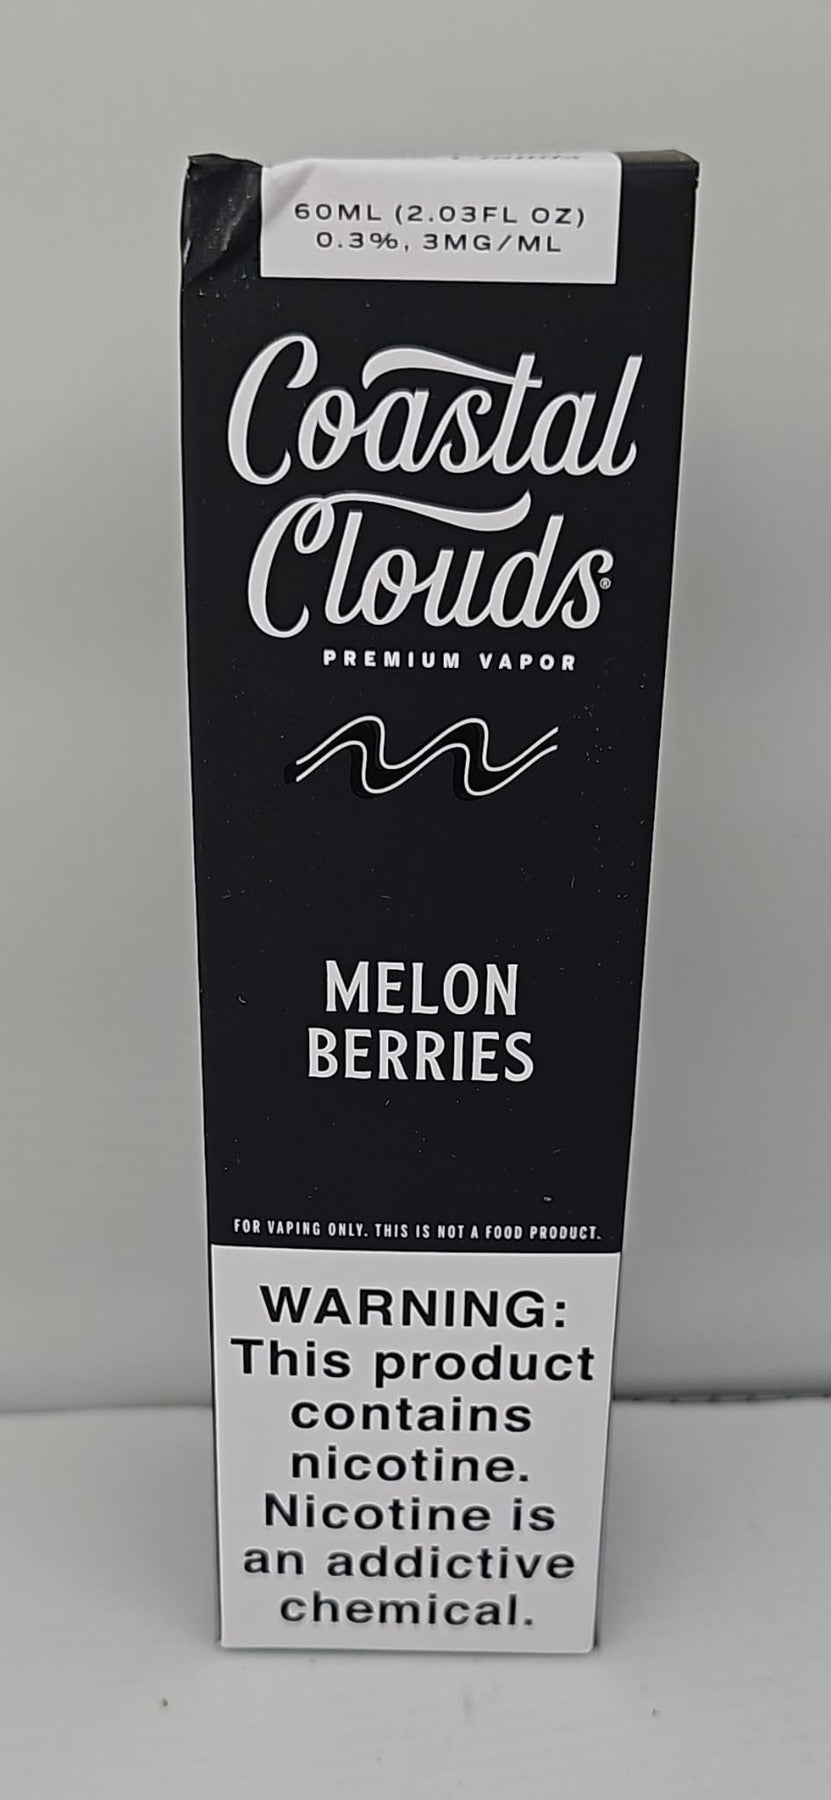 60ML (2.03FL OZ)
0.3%, 3MG/ML
Coastal
Clouds®
PREMIUM VAPOR
MELON
BERRIES
FOR VAPING ONLY. THIS IS NOT A FOOD PRODUCT.
WARNING:
This product
contains
nicotine.
Nicotine is
an addictive
chemical.